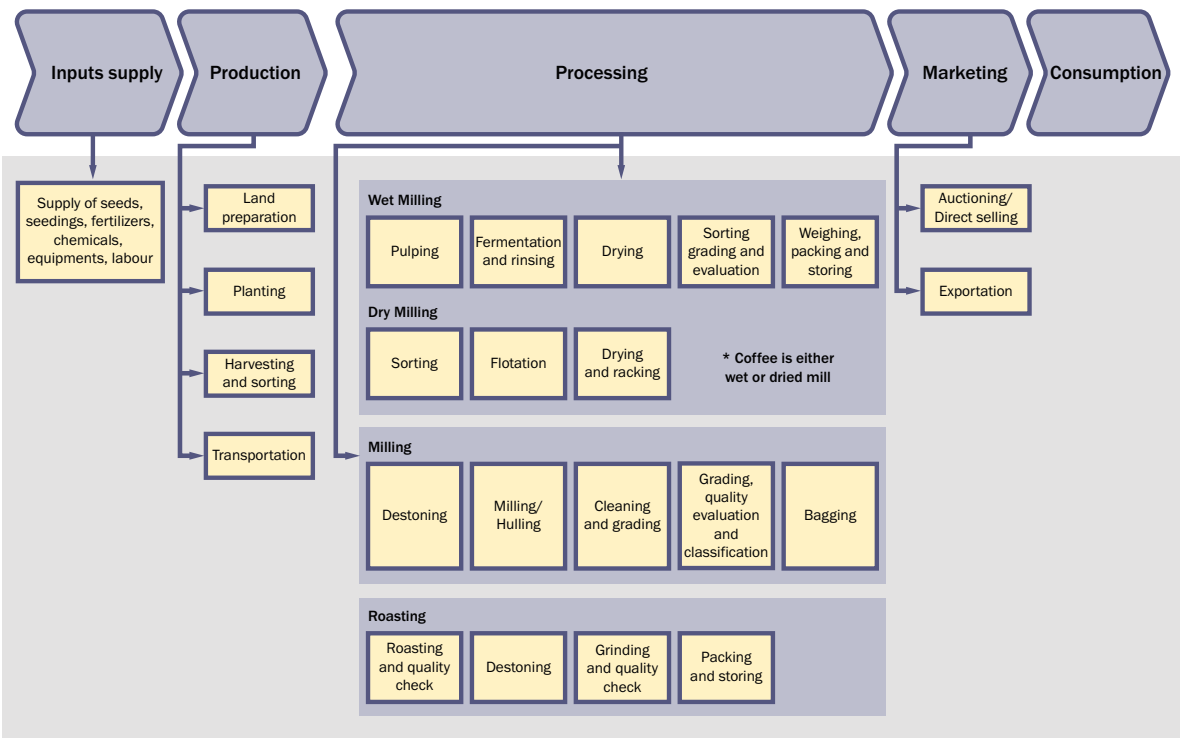 Inputs supply
Production
Processing
Marketing
Consumption
Supply of seeds,
seedings, fertilizers,
chemicals,
equipments, labour
Land
preparation
Planting
Harvesting
and sorting
Transportation
Wet Milling
Pulping
Fermentation
and rinsing
Drying
Sorting
grading and
evaluation
Weighing,
packing and
storing
Dry Milling
Sorting
Flotation
Drying
and racking
* Coffee is either
wet or dried mill
Milling
Destoning
Milling/
Hulling
Cleaning
and grading
Grading,
quality
evaluation
and
classification
Bagging
Roasting
Roasting
and quality
check
Destoning
Grinding
and quality
check
Packing
and storing
Auctioning/
Direct selling
Exportation